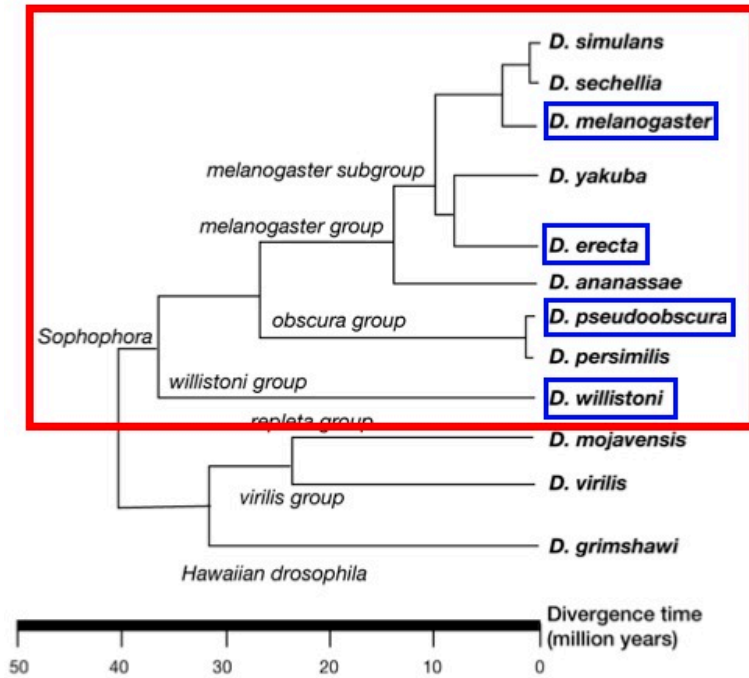 D. simulans
D. sechellia
D. melanogaster
melanogaster subgroup
D. yakuba
melanogaster group
D. erecta
D. ananassae
obscura group
D. pseudoobscura
Sophophora
D. persimilis
willistoni group
D. willistoni
repleta group
D. mojavensis
D. virilis
virilis group
D. grimshawi
Hawaiian drosophila
Divergence time
(million years)
50 40 30 20 10 0